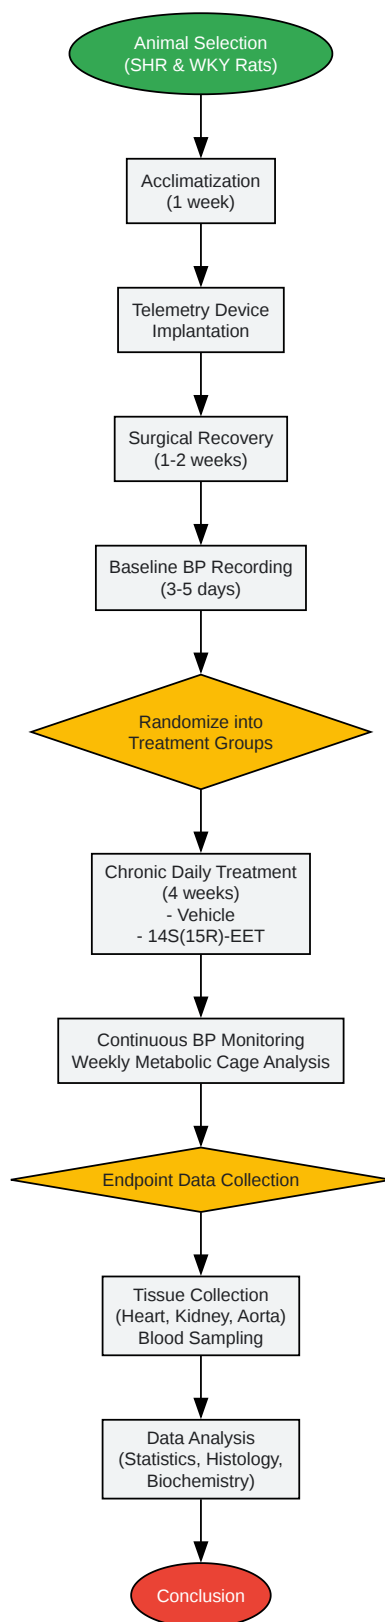 Animal Selection
(SHR & WKY Rats)
Acclimatization
(1 week)
Telemetry Device
Implantation
Surgical Recovery
(1-2 weeks)
Baseline BP Recording
(3-5 days)
Randomize into
Treatment Groups
Chronic Daily Treatment
(4 weeks)
- Vehicle
- 14S(15R)-EET
Continuous BP Monitoring
Weekly Metabolic Cage Analysis
Endpoint Data Collection
Tissue Collection
(Heart, Kidney, Aorta)
Blood Sampling
Data Analysis
(Statistics, Histology,
Biochemistry)
Conclusion